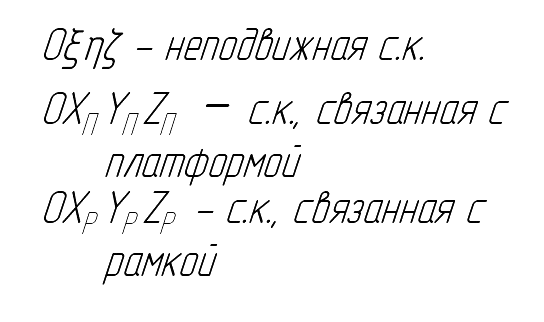 Oξηζ – неподвижная с.к.
OXП YП ZП – с.к., связанная с
платформой
OXР YР ZР – с.к., связанная с
рамкой